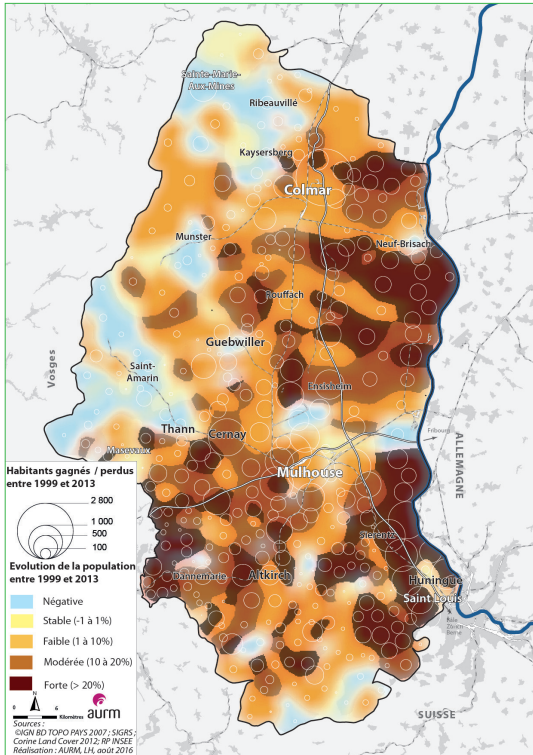 Sainte-Marie-
Aux-Mines
Ribeauvillé
Kaysersberg
Colmar
Munster
Neuf-Brisach
Rouffach
Guebwiller
Vosges
Saint-
Amarin
Ensisheim
Thann
Cernay
Fribourg
Masevaux
Mulhouse
ALLEMAGNE
Sierentz
Dannemarie
Altkirch
Huningue
Saint Louis
SUISSE
Habitants gagnés / perdus
entre 1999 et 2013
2 800
1 000
500
100
Evolution de la population
entre 1999 et 2013
Négative
Stable (-1 à 1%)
Faible (1 à 10%)
Modérée (10 à 20%)
Forte (> 20%)
N
0 6
Kilomètres
aurm
Sources :
©IGN BD TOPO PAYS 2007 ; SIGRS ;
Corine Land Cover 2012; RP INSEE
Réalisation : AURM, LH, août 2016